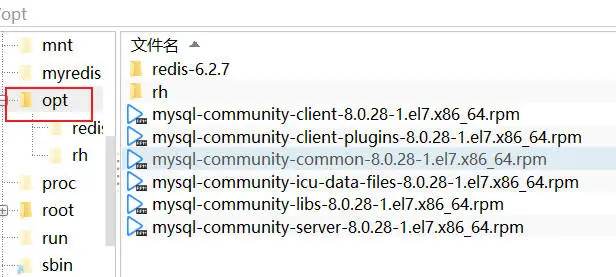 /opt
mnt
myredis
opt
redis
rh
proc
root
run
sbin
文件名
redis-6.2.7
rh
mysql-community-client-8.0.28-1.el7.x86_64.rpm
mysql-community-client-plugins-8.0.28-1.el7.x86_64.rpm
mysql-community-common-8.0.28-1.el7.x86_64.rpm
mysql-community-icu-data-files-8.0.28-1.el7.x86_64.rpm
mysql-community-libs-8.0.28-1.el7.x86_64.rpm
mysql-community-server-8.0.28-1.el7.x86_64.rpm